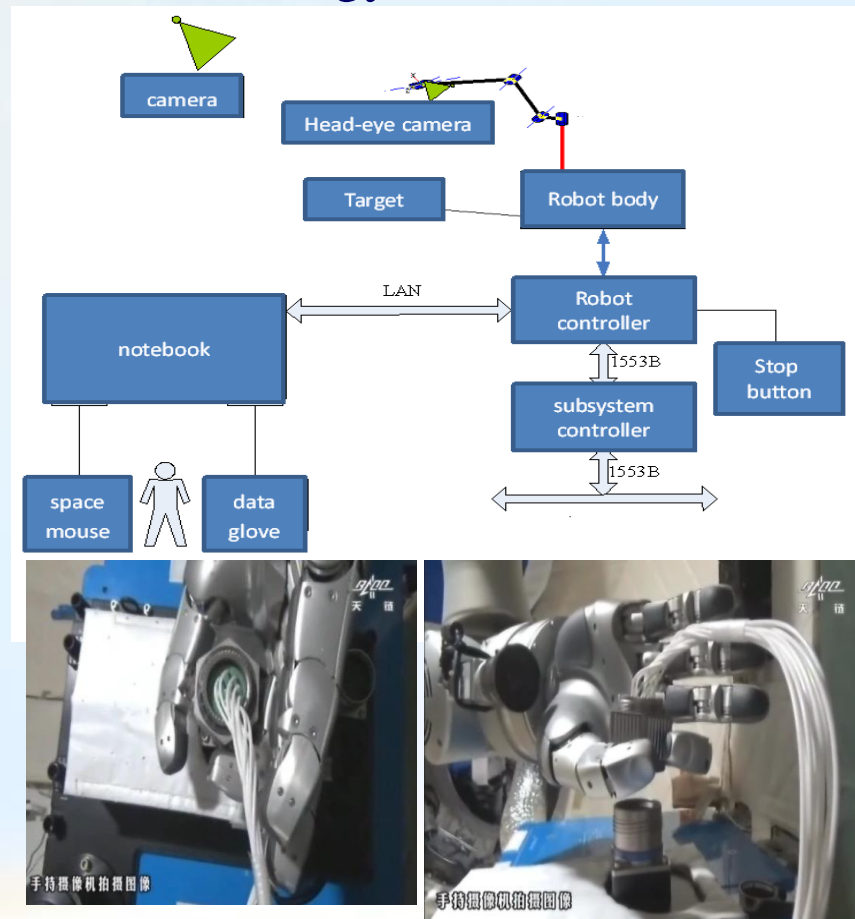 camera
Head-eye camera
Target
Robot body
LAN
Robot
controller
notebook
1553B
Stop
button
subsystem
controller
1553B
space
mouse
data
glove
天链
天链
手持摄像机拍摄图像
手持摄像机拍摄图像